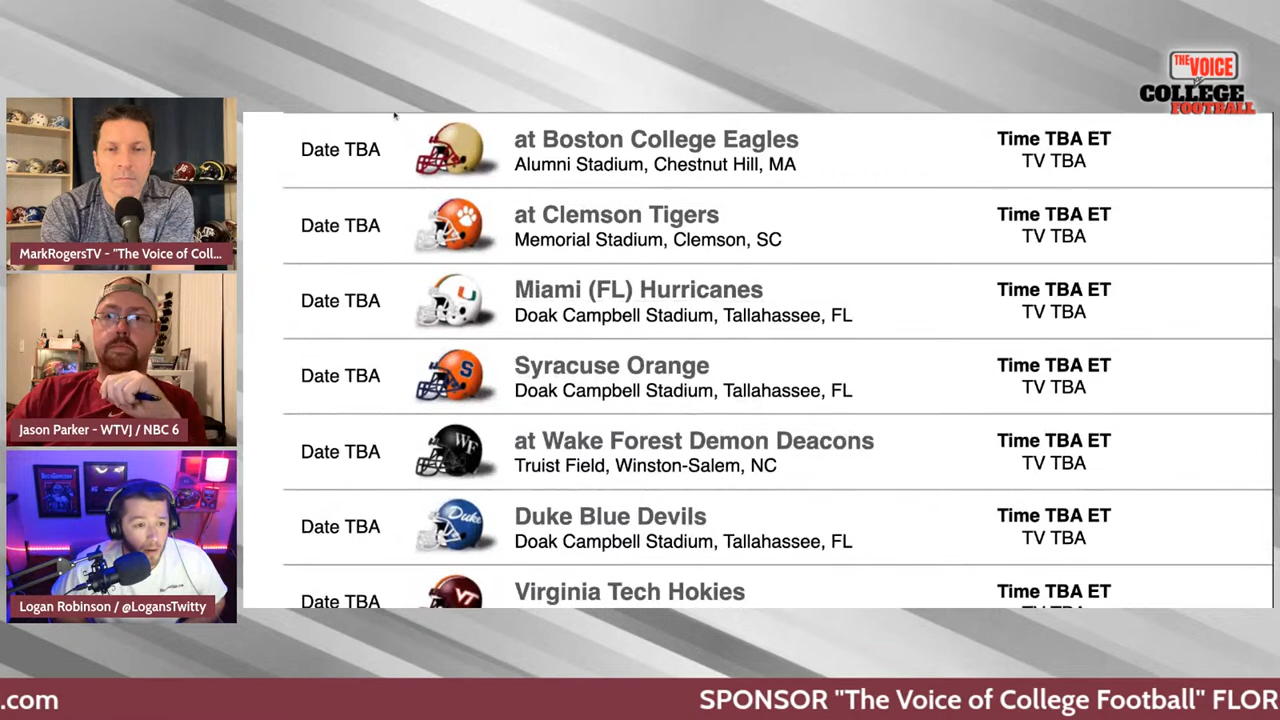 THE VOICE
OF
COLLEGE
FOOTBALL
MarkRogersTV - "The Voice of Coll...
Jason Parker - WTVJ / NBC 6
Logan Robinson / @LogansTwitty
Date TBA
at Boston College Eagles
Alumni Stadium, Chestnut Hill, MA
Time TBA ET
TV TBA
Date TBA
at Clemson Tigers
Memorial Stadium, Clemson, SC
Time TBA ET
TV TBA
Date TBA
U
Miami (FL) Hurricanes
Doak Campbell Stadium, Tallahassee, FL
Time TBA ET
TV TBA
Date TBA
S
Syracuse Orange
Doak Campbell Stadium, Tallahassee, FL
Time TBA ET
TV TBA
Date TBA
WF
at Wake Forest Demon Deacons
Truist Field, Winston-Salem, NC
Time TBA ET
TV TBA
Date TBA
Duke
Duke Blue Devils
Doak Campbell Stadium, Tallahassee, FL
Time TBA ET
TV TBA
Date TBA
VT
Virginia Tech Hokies
Time TBA ET
TV TBA
.com
SPONSOR "The Voice of College Football" FLOR